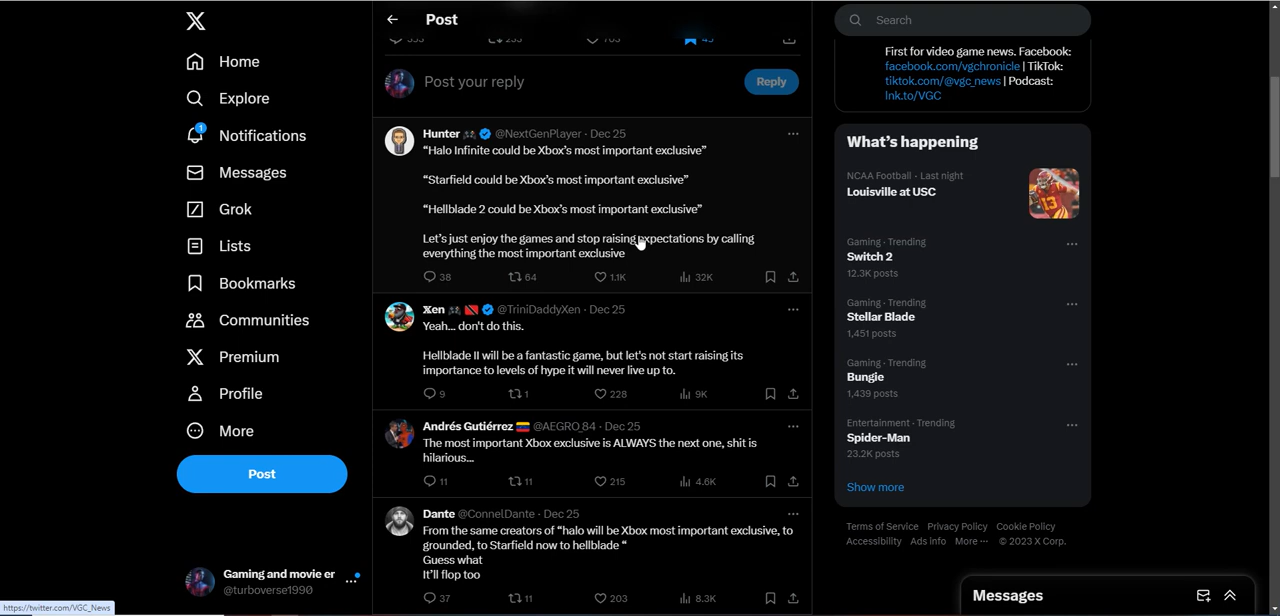 Home
Explore
1
Notifications
Messages
Grok
Lists
Bookmarks
Communities
Premium
Profile
More
Post
Gaming and movie er ...
@turboverse1990
https://twitter.com/VGC_News
Post
Post your reply
Reply
Hunter @NextGenPlayer · Dec 25
“Halo Infinite could be Xbox’s most important exclusive”
“Starfield could be Xbox’s most important exclusive”
“Hellblade 2 could be Xbox’s most important exclusive”
Let’s just enjoy the games and stop raising expectations by calling
everything the most important exclusive
38 64 1.1K 32K
Xen @TriniDaddyXen · Dec 25
Yeah... don't do this.
Hellblade II will be a fantastic game, but let's not start raising its
importance to levels of hype it will never live up to.
9 1 228 9K
Andrés Gutiérrez @AEGRO_84 · Dec 25
The most important Xbox exclusive is ALWAYS the next one, shit is
hilarious...
11 11 215 4.6K
Dante @ConnelDante · Dec 25
From the same creators of “halo will be Xbox most important exclusive, to
grounded, to Starfield now to hellblade “
Guess what
It’ll flop too
37 11 203 8.3K
Search
First for video game news. Facebook:
facebook.com/vgchronicle | TikTok:
tiktok.com/@vgc_news | Podcast:
lnk.to/VGC
What’s happening
NCAA Football · Last night
Louisville at USC
Gaming · Trending
Switch 2
12.3K posts
Gaming · Trending
Stellar Blade
1,451 posts
Gaming · Trending
Bungie
1,439 posts
Entertainment · Trending
Spider-Man
23.2K posts
Show more
Terms of Service Privacy Policy Cookie Policy
Accessibility Ads info More ··· © 2023 X Corp.
Messages